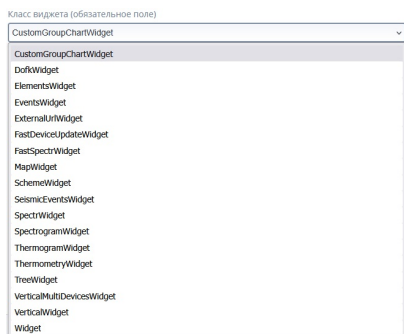 Класс виджета (обязательное поле)
CustomGroupChartWidget
CustomGroupChartWidget
DofkWidget
ElementsWidget
EventsWidget
ExternalUrlWidget
FastDeviceUpdateWidget
FastSpectrWidget
MapWidget
SchemeWidget
SeismicEventsWidget
SpectrWidget
SpectrogramWidget
ThermogramWidget
ThermometryWidget
TreeWidget
VerticalMultiDevicesWidget
VerticalWidget
Widget